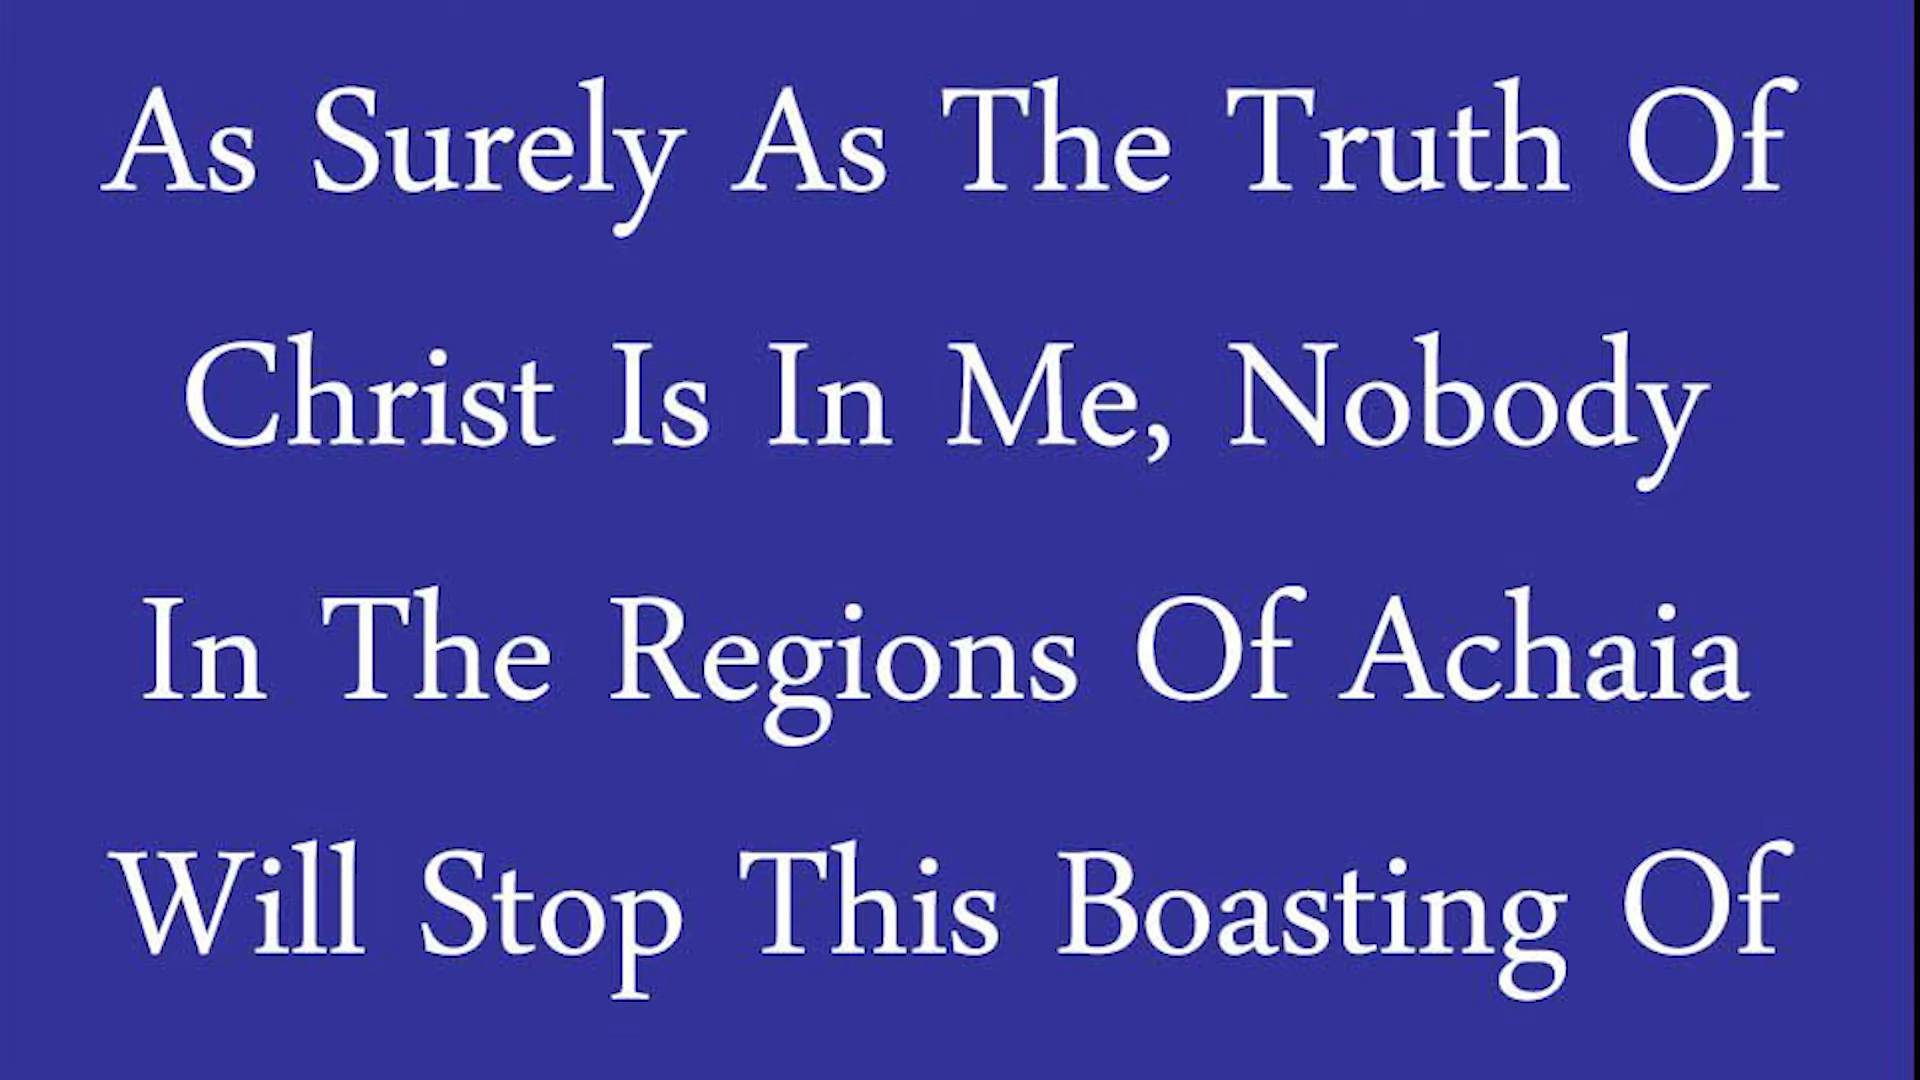 As Surely As The Truth Of
Christ Is In Me, Nobody
In The Regions Of Achaia
Will Stop This Boasting Of